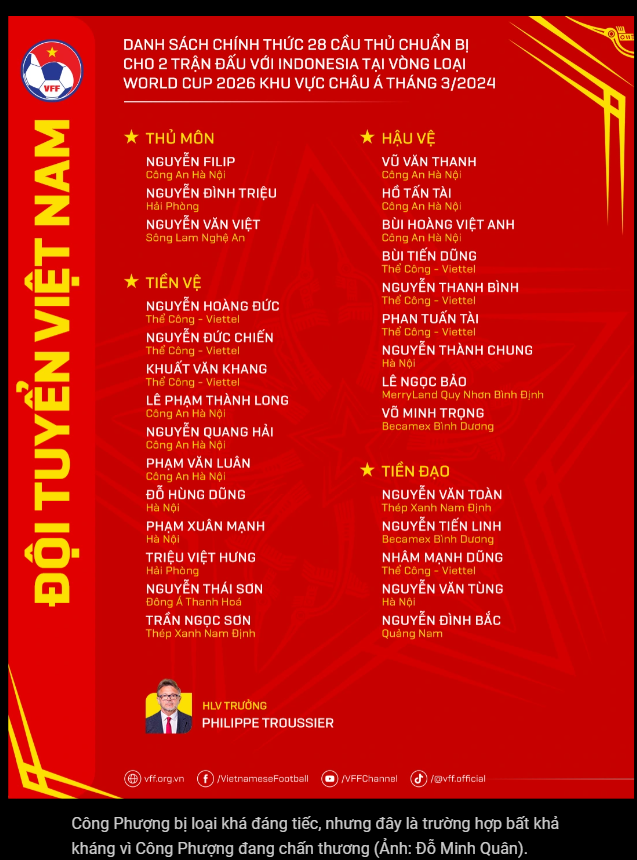 VFF
ĐỘI TUYỂN VIỆT NAM
DANH SÁCH CHÍNH THỨC 28 CẦU THỦ CHUẨN BỊ
CHO 2 TRẬN ĐẤU VỚI INDONESIA TẠI VÒNG LOẠI
WORLD CUP 2026 KHU VỰC CHÂU Á THÁNG 3/2024
THỦ MÔN
NGUYỄN FILIP
Công An Hà Nội
NGUYỄN ĐÌNH TRIỆU
Hải Phòng
NGUYỄN VĂN VIỆT
Sông Lam Nghệ An
TIỀN VỆ
NGUYỄN HOÀNG ĐỨC
Thể Công - Viettel
NGUYỄN ĐỨC CHIẾN
Thể Công - Viettel
KHUẤT VĂN KHANG
Thể Công - Viettel
LÊ PHẠM THÀNH LONG
Công An Hà Nội
NGUYỄN QUANG HẢI
Công An Hà Nội
PHẠM VĂN LUÂN
Công An Hà Nội
ĐỖ HÙNG DŨNG
Hà Nội
PHẠM XUÂN MẠNH
Hà Nội
TRIỆU VIỆT HƯNG
Hải Phòng
NGUYỄN THÁI SƠN
Đông Á Thanh Hoá
TRẦN NGỌC SƠN
Thép Xanh Nam Định
HẬU VỆ
VŨ VĂN THANH
Công An Hà Nội
HỒ TẤN TÀI
Công An Hà Nội
BÙI HOÀNG VIỆT ANH
Công An Hà Nội
BÙI TIẾN DŨNG
Thể Công - Viettel
NGUYỄN THANH BÌNH
Thể Công - Viettel
PHAN TUẤN TÀI
Thể Công - Viettel
NGUYỄN THÀNH CHUNG
Hà Nội
LÊ NGỌC BẢO
MerryLand Quy Nhơn Bình Định
VÕ MINH TRỌNG
Becamex Bình Dương
TIỀN ĐẠO
NGUYỄN VĂN TOÀN
Thép Xanh Nam Định
NGUYỄN TIẾN LINH
Becamex Bình Dương
NHÂM MẠNH DŨNG
Thể Công - Viettel
NGUYỄN VĂN TÙNG
Hà Nội
NGUYỄN ĐÌNH BẮC
Quảng Nam
HLV TRƯỞNG
PHILIPPE TROUSSIER
vff.org.vn /VietnameseFootball /VFFChannel /@vff.official
Công Phượng bị loại khá đáng tiếc, nhưng đây là trường hợp bất khả
kháng vì Công Phượng đang chấn thương (Ảnh: Đỗ Minh Quân).